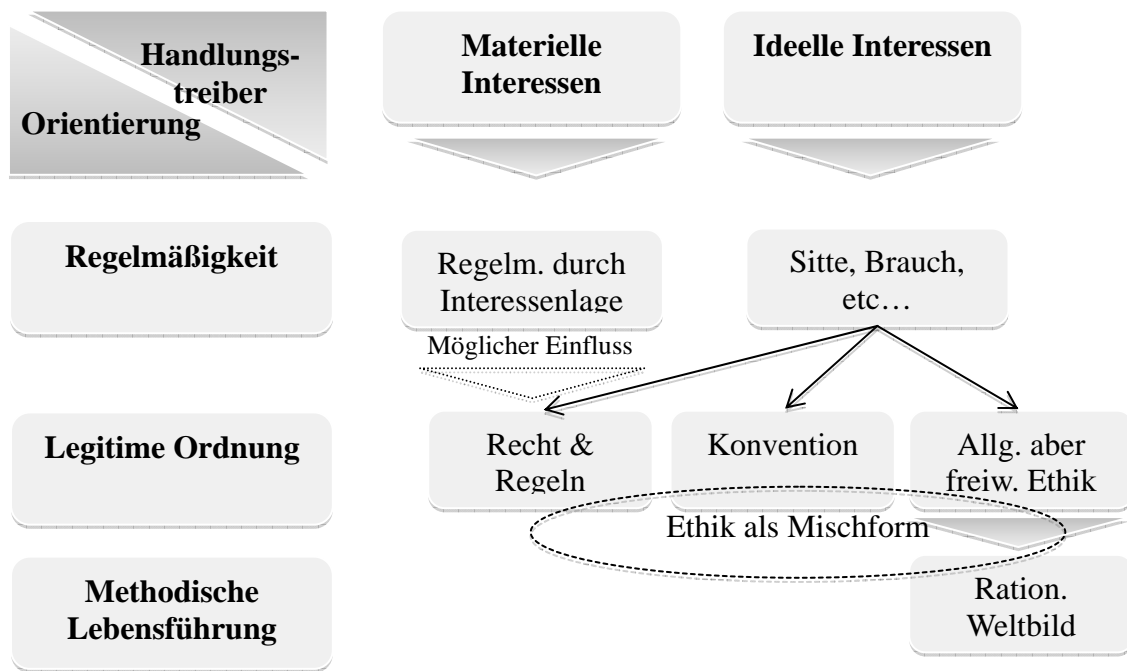 Handlungs-
treiber
Orientierung
Materielle
Interessen
Ideelle Interessen
Regelmäßigkeit
Regelm. durch
Interessenlage
Sitte, Brauch,
etc…
Möglicher Einfluss
Legitime Ordnung
Recht &
Regeln
Konvention
Allg. aber
freiw. Ethik
Ethik als Mischform
Methodische
Lebensführung
Ration.
Weltbild